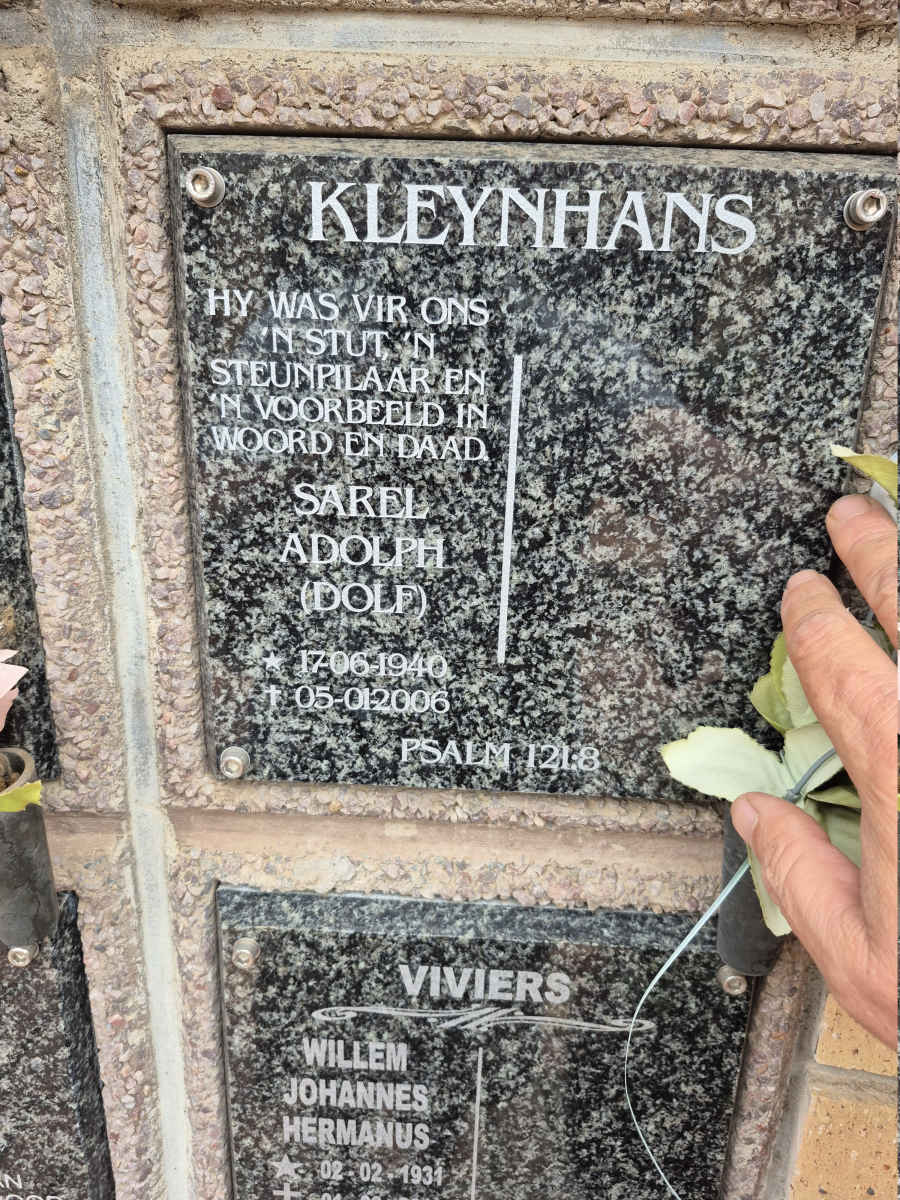 KLEYNHANS
HY WAS VIR ONS
'N STUT, 'N
STEUNPILAAR EN
'N VOORBEELD IN
WOORD EN DAAD.
SAREL
ADOLPH
(DOLF)
★ 17-06-1940
✝ 05-01-2006
PSALM 121:8
VIVIERS
WILLEM
JOHANNES
HERMANUS
★ 02 - 02 - 1931